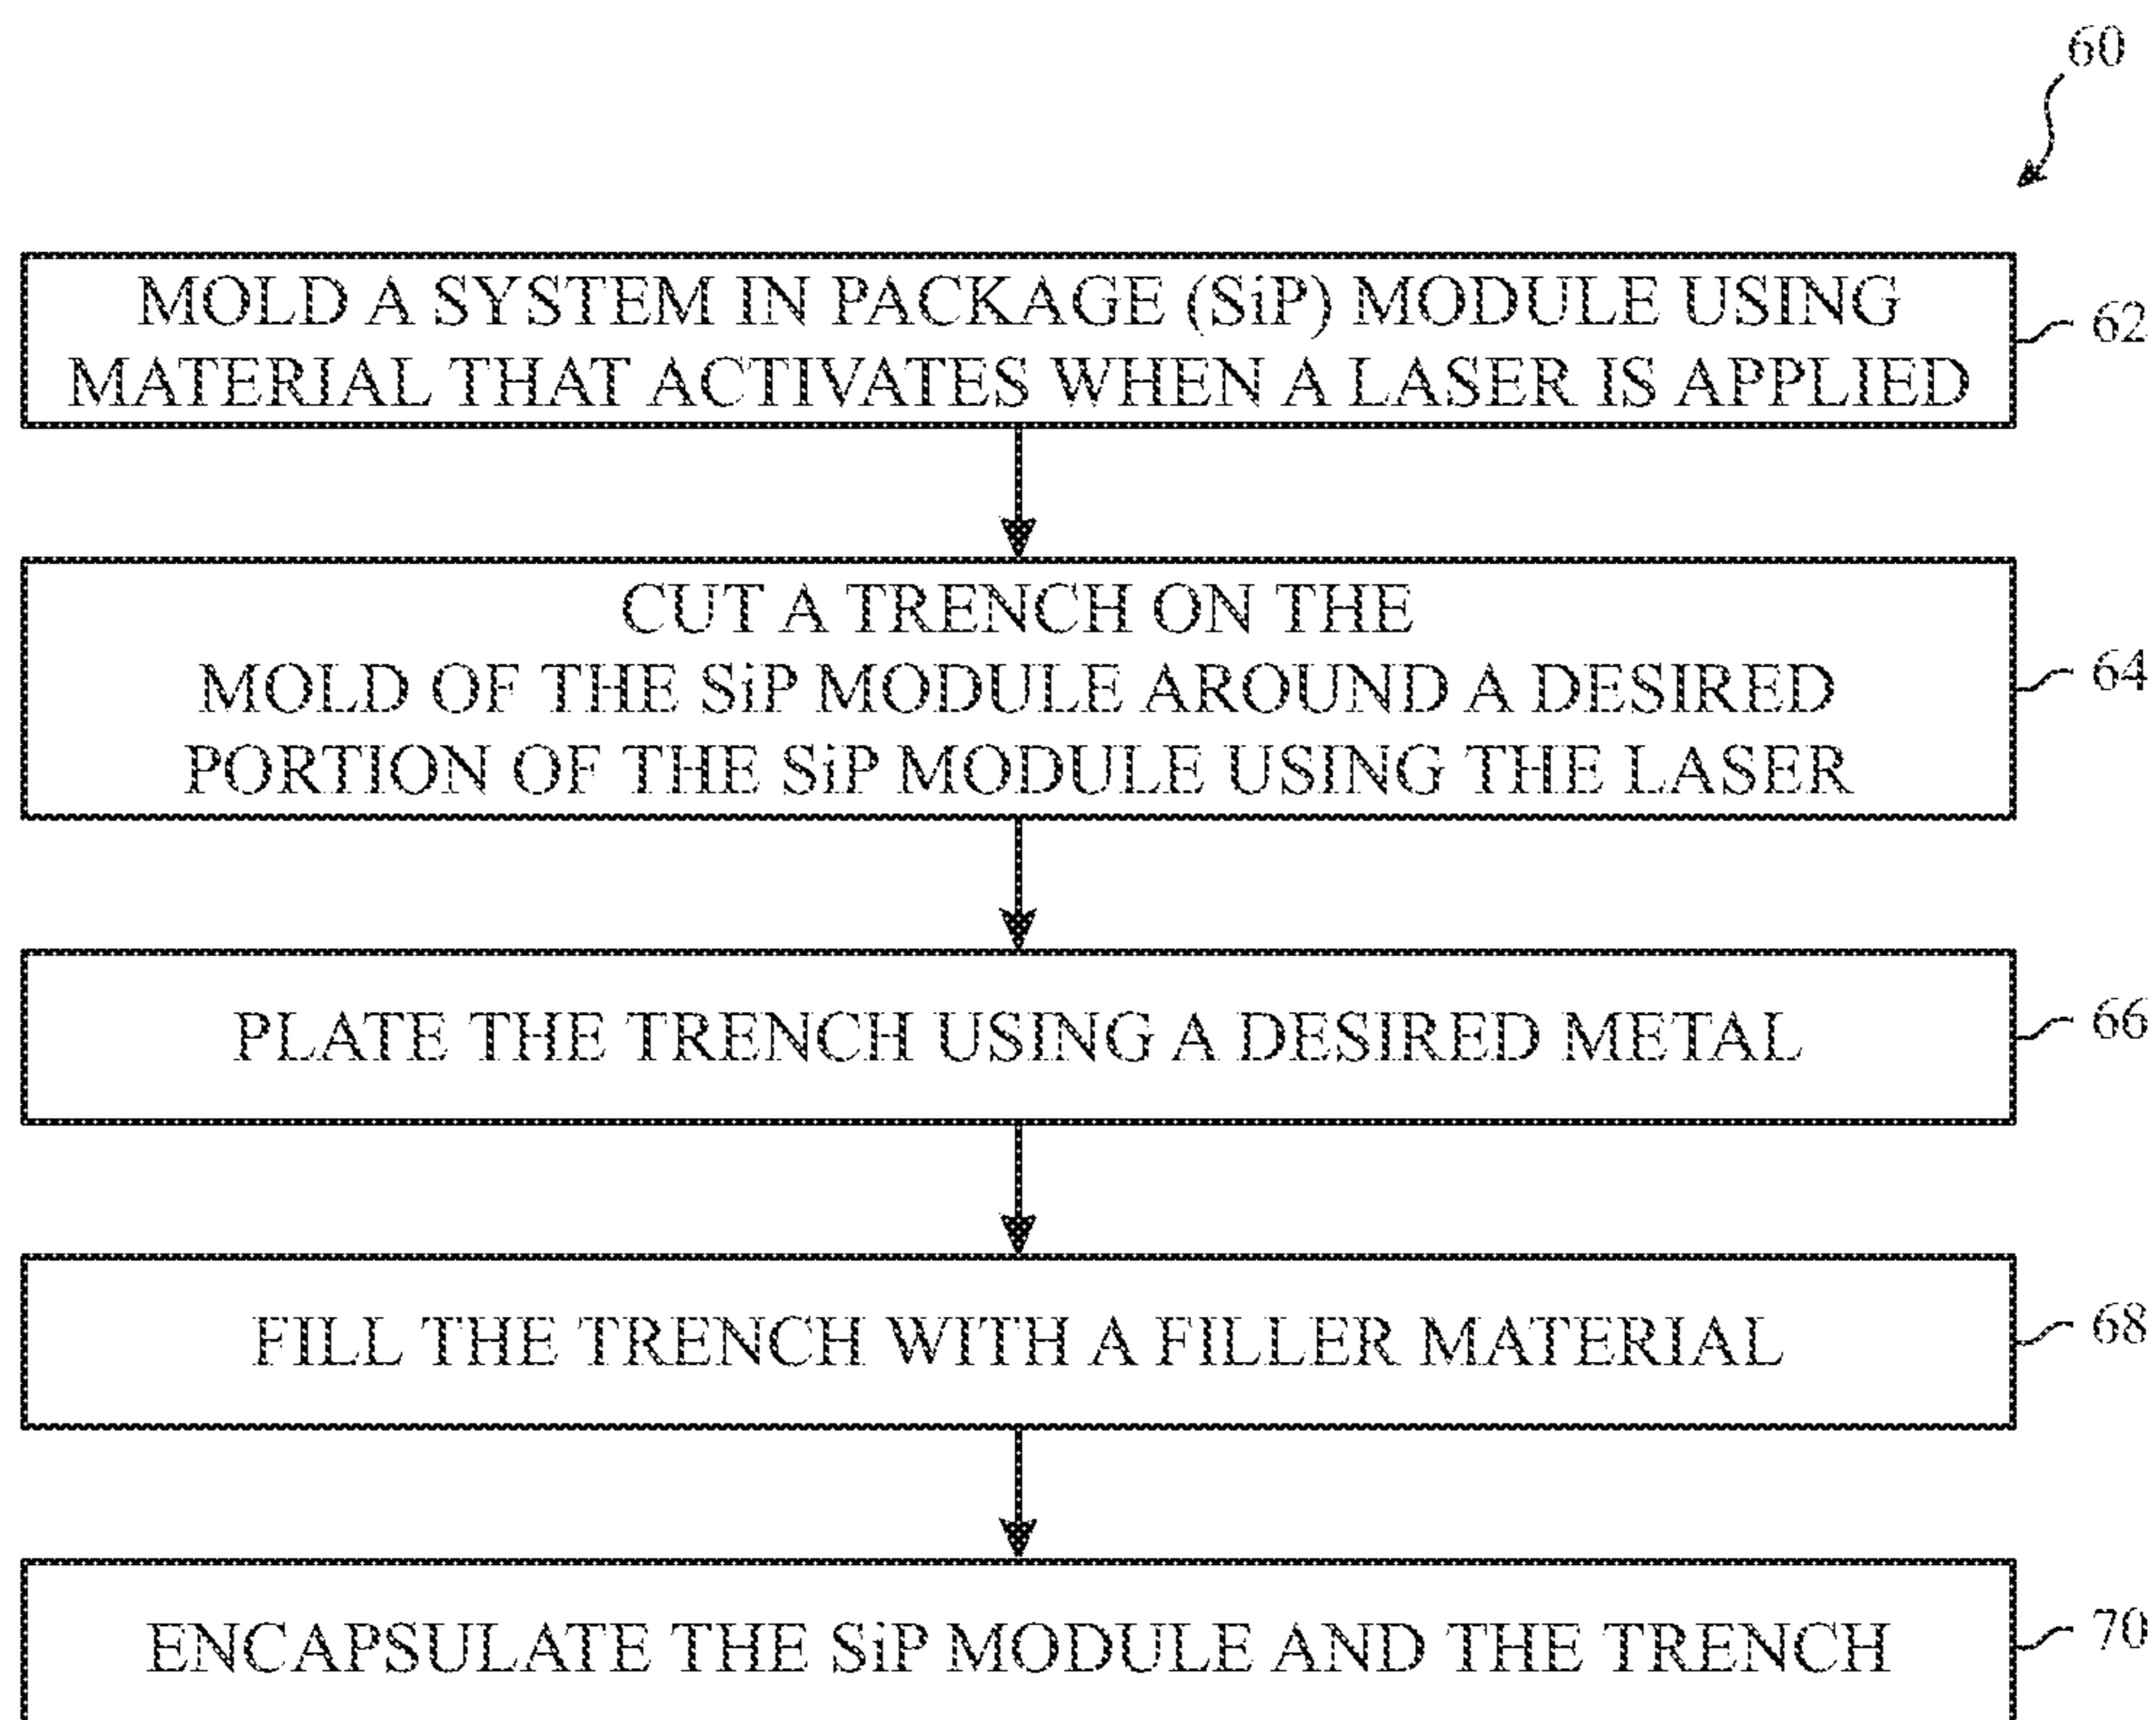 60
MOLD A SYSTEM IN PACKAGE (SiP) MODULE USING
MATERIAL THAT ACTIVATES WHEN A LASER IS APPLIED
62
CUT A TRENCH ON THE
MOLD OF THE SiP MODULE AROUND A DESIRED
PORTION OF THE SiP MODULE USING THE LASER
64
PLATE THE TRENCH USING A DESIRED METAL
66
FILL THE TRENCH WITH A FILLER MATERIAL
68
ENCAPSULATE THE SiP MODULE AND THE TRENCH
70